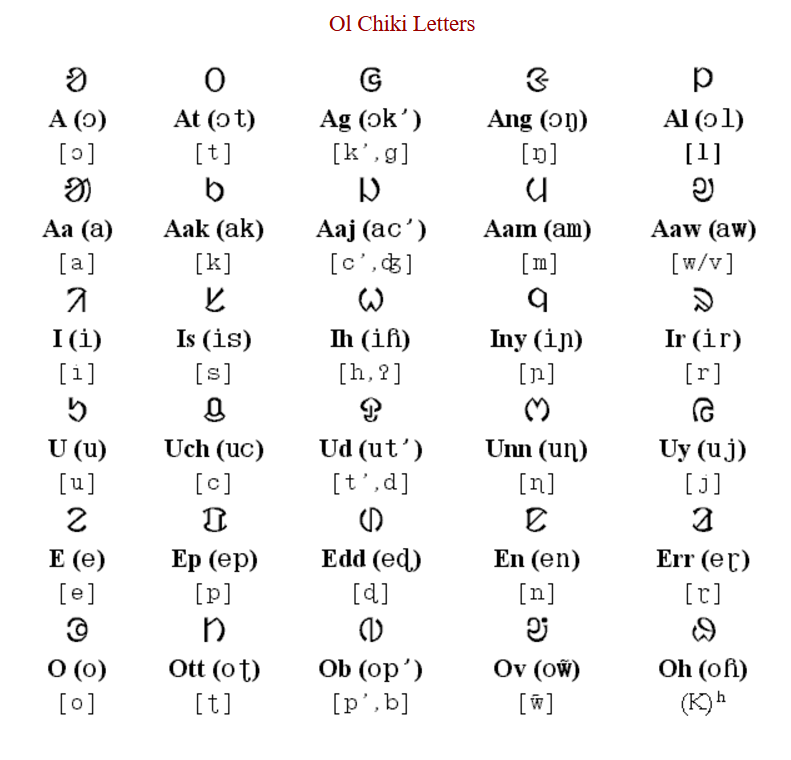 Ol Chiki Letters
ᱚ ᱛ ᱜ ᱝ ᱞ
A (ɔ) At (ɔt) Ag (ɔk’) Ang (ɔŋ) Al (ɔl)
[ɔ] [t] [k’,g] [ŋ] [l]
ᱟ ᱠ ᱡ ᱢ ᱣ
Aa (a) Aak (ak) Aaj (ac’) Aam (am) Aaw (aw)
[a] [k] [c’,ʤ] [m] [w/v]
ᱤ ᱥ ᱦ ᱧ ᱨ
I (i) Is (is) Ih (iɦ) Iny (iɲ) Ir (ir)
[i] [s] [h,ʔ] [ɲ] [r]
ᱩ ᱪ ᱫ ᱬ ᱭ
U (u) Uch (uc) Ud (ut’) Unn (uɳ) Uy (uj)
[u] [c] [t’,d] [ɳ] [j]
ᱮ ᱯ ᱰ ᱱ ᱲ
E (e) Ep (ep) Edd (eɖ) En (en) Err (eɽ)
[e] [p] [ɖ] [n] [ɽ]
ᱳ ᱴ ᱵ ᱶ ᱷ
O (o) Ott (oʈ) Ob (op’) Ov (ow̃) Oh (oɦ)
[o] [t] [p’,b] [w̃] (K)ʰ